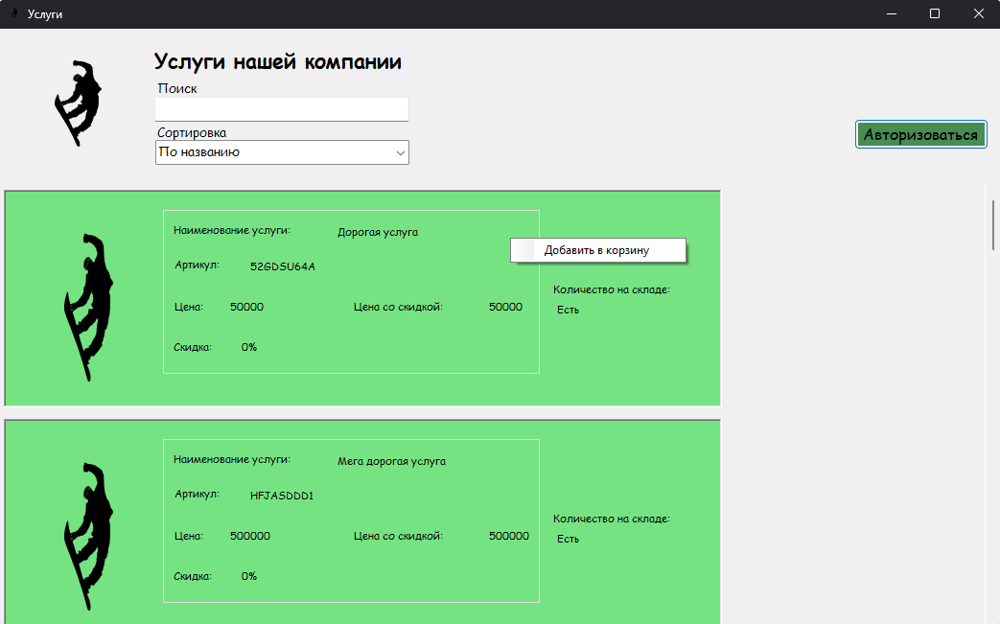 Услуги
Услуги нашей компании
Поиск
Сортировка
По названию
Авторизоваться
Наименование услуги: Дорогая услуга
Добавить в корзину
Артикул: 52GDSU64A
Количество на складе:
Цена: 50000 Цена со скидкой: 50000
Есть
Скидка: 0%
Наименование услуги: Мега дорогая услуга
Артикул: HFJASDDD1
Количество на складе:
Цена: 500000 Цена со скидкой: 500000
Есть
Скидка: 0%